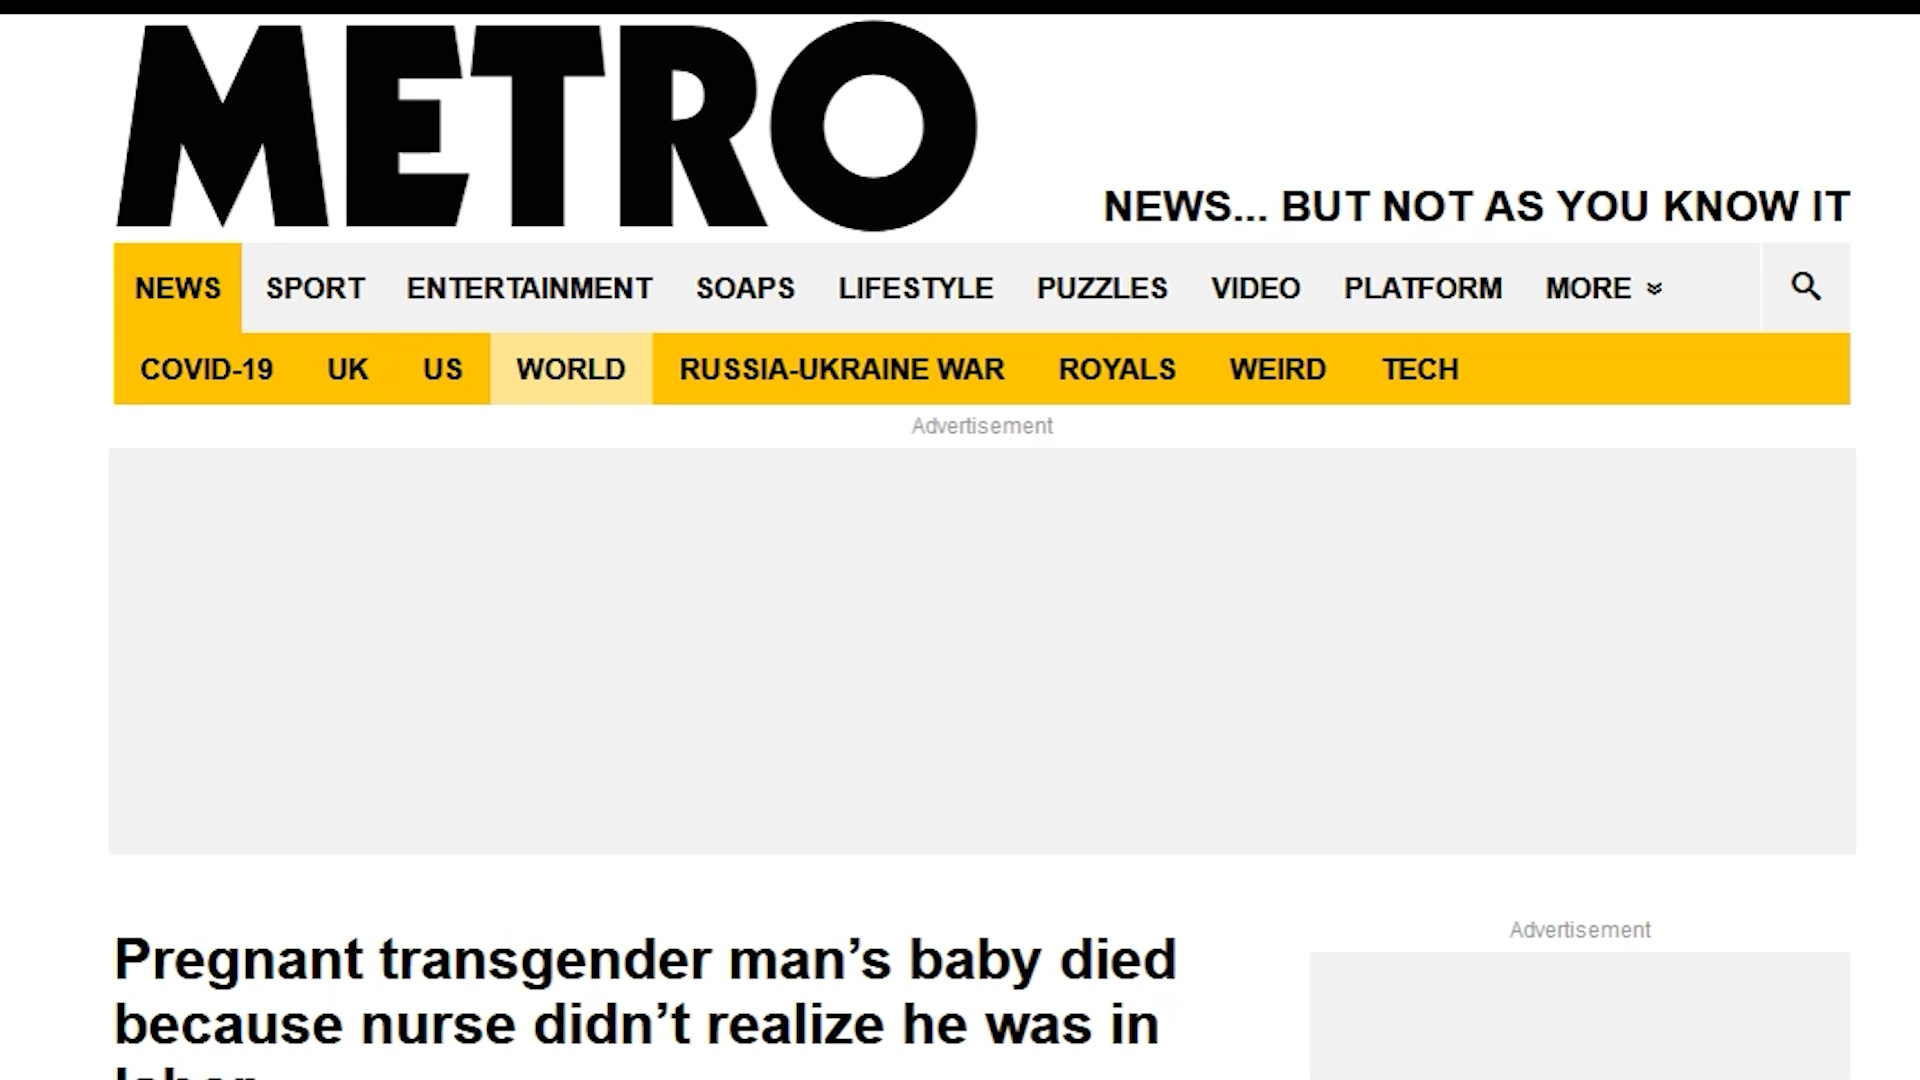 METRO
NEWS... BUT NOT AS YOU KNOW IT
NEWS SPORT ENTERTAINMENT SOAPS LIFESTYLE PUZZLES VIDEO PLATFORM MORE
COVID-19 UK US WORLD RUSSIA-UKRAINE WAR ROYALS WEIRD TECH
Advertisement
Pregnant transgender man’s baby died
because nurse didn’t realize he was in
Advertisement